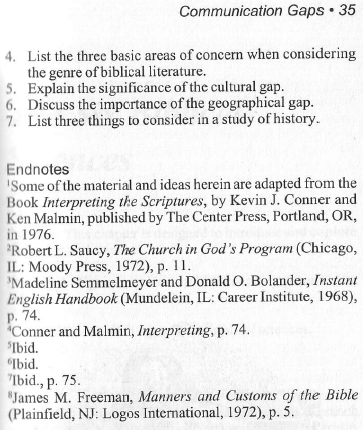 Communication Gaps • 35
4. List the three basic areas of concern when considering
the genre of biblical literature.
5. Explain the significance of the cultural gap.
6. Discuss the importance of the geographical gap.
7. List three things to consider in a study of history.
Endnotes
¹Some of the material and ideas herein are adapted from the
Book Interpreting the Scriptures, by Kevin J. Conner and
Ken Malmin, published by The Center Press, Portland, OR,
in 1976.
²Robert L. Saucy, The Church in God's Program (Chicago,
IL: Moody Press, 1972), p. 11.
³Madeline Semmelmeyer and Donald O. Bolander, Instant
English Handbook (Mundelein, IL: Career Institute, 1968),
p. 74.
⁴Conner and Malmin, Interpreting, p. 74.
⁵Ibid.
⁶Ibid.
⁷Ibid., p. 75.
⁸James M. Freeman, Manners and Customs of the Bible
(Plainfield, NJ: Logos International, 1972), p. 5.